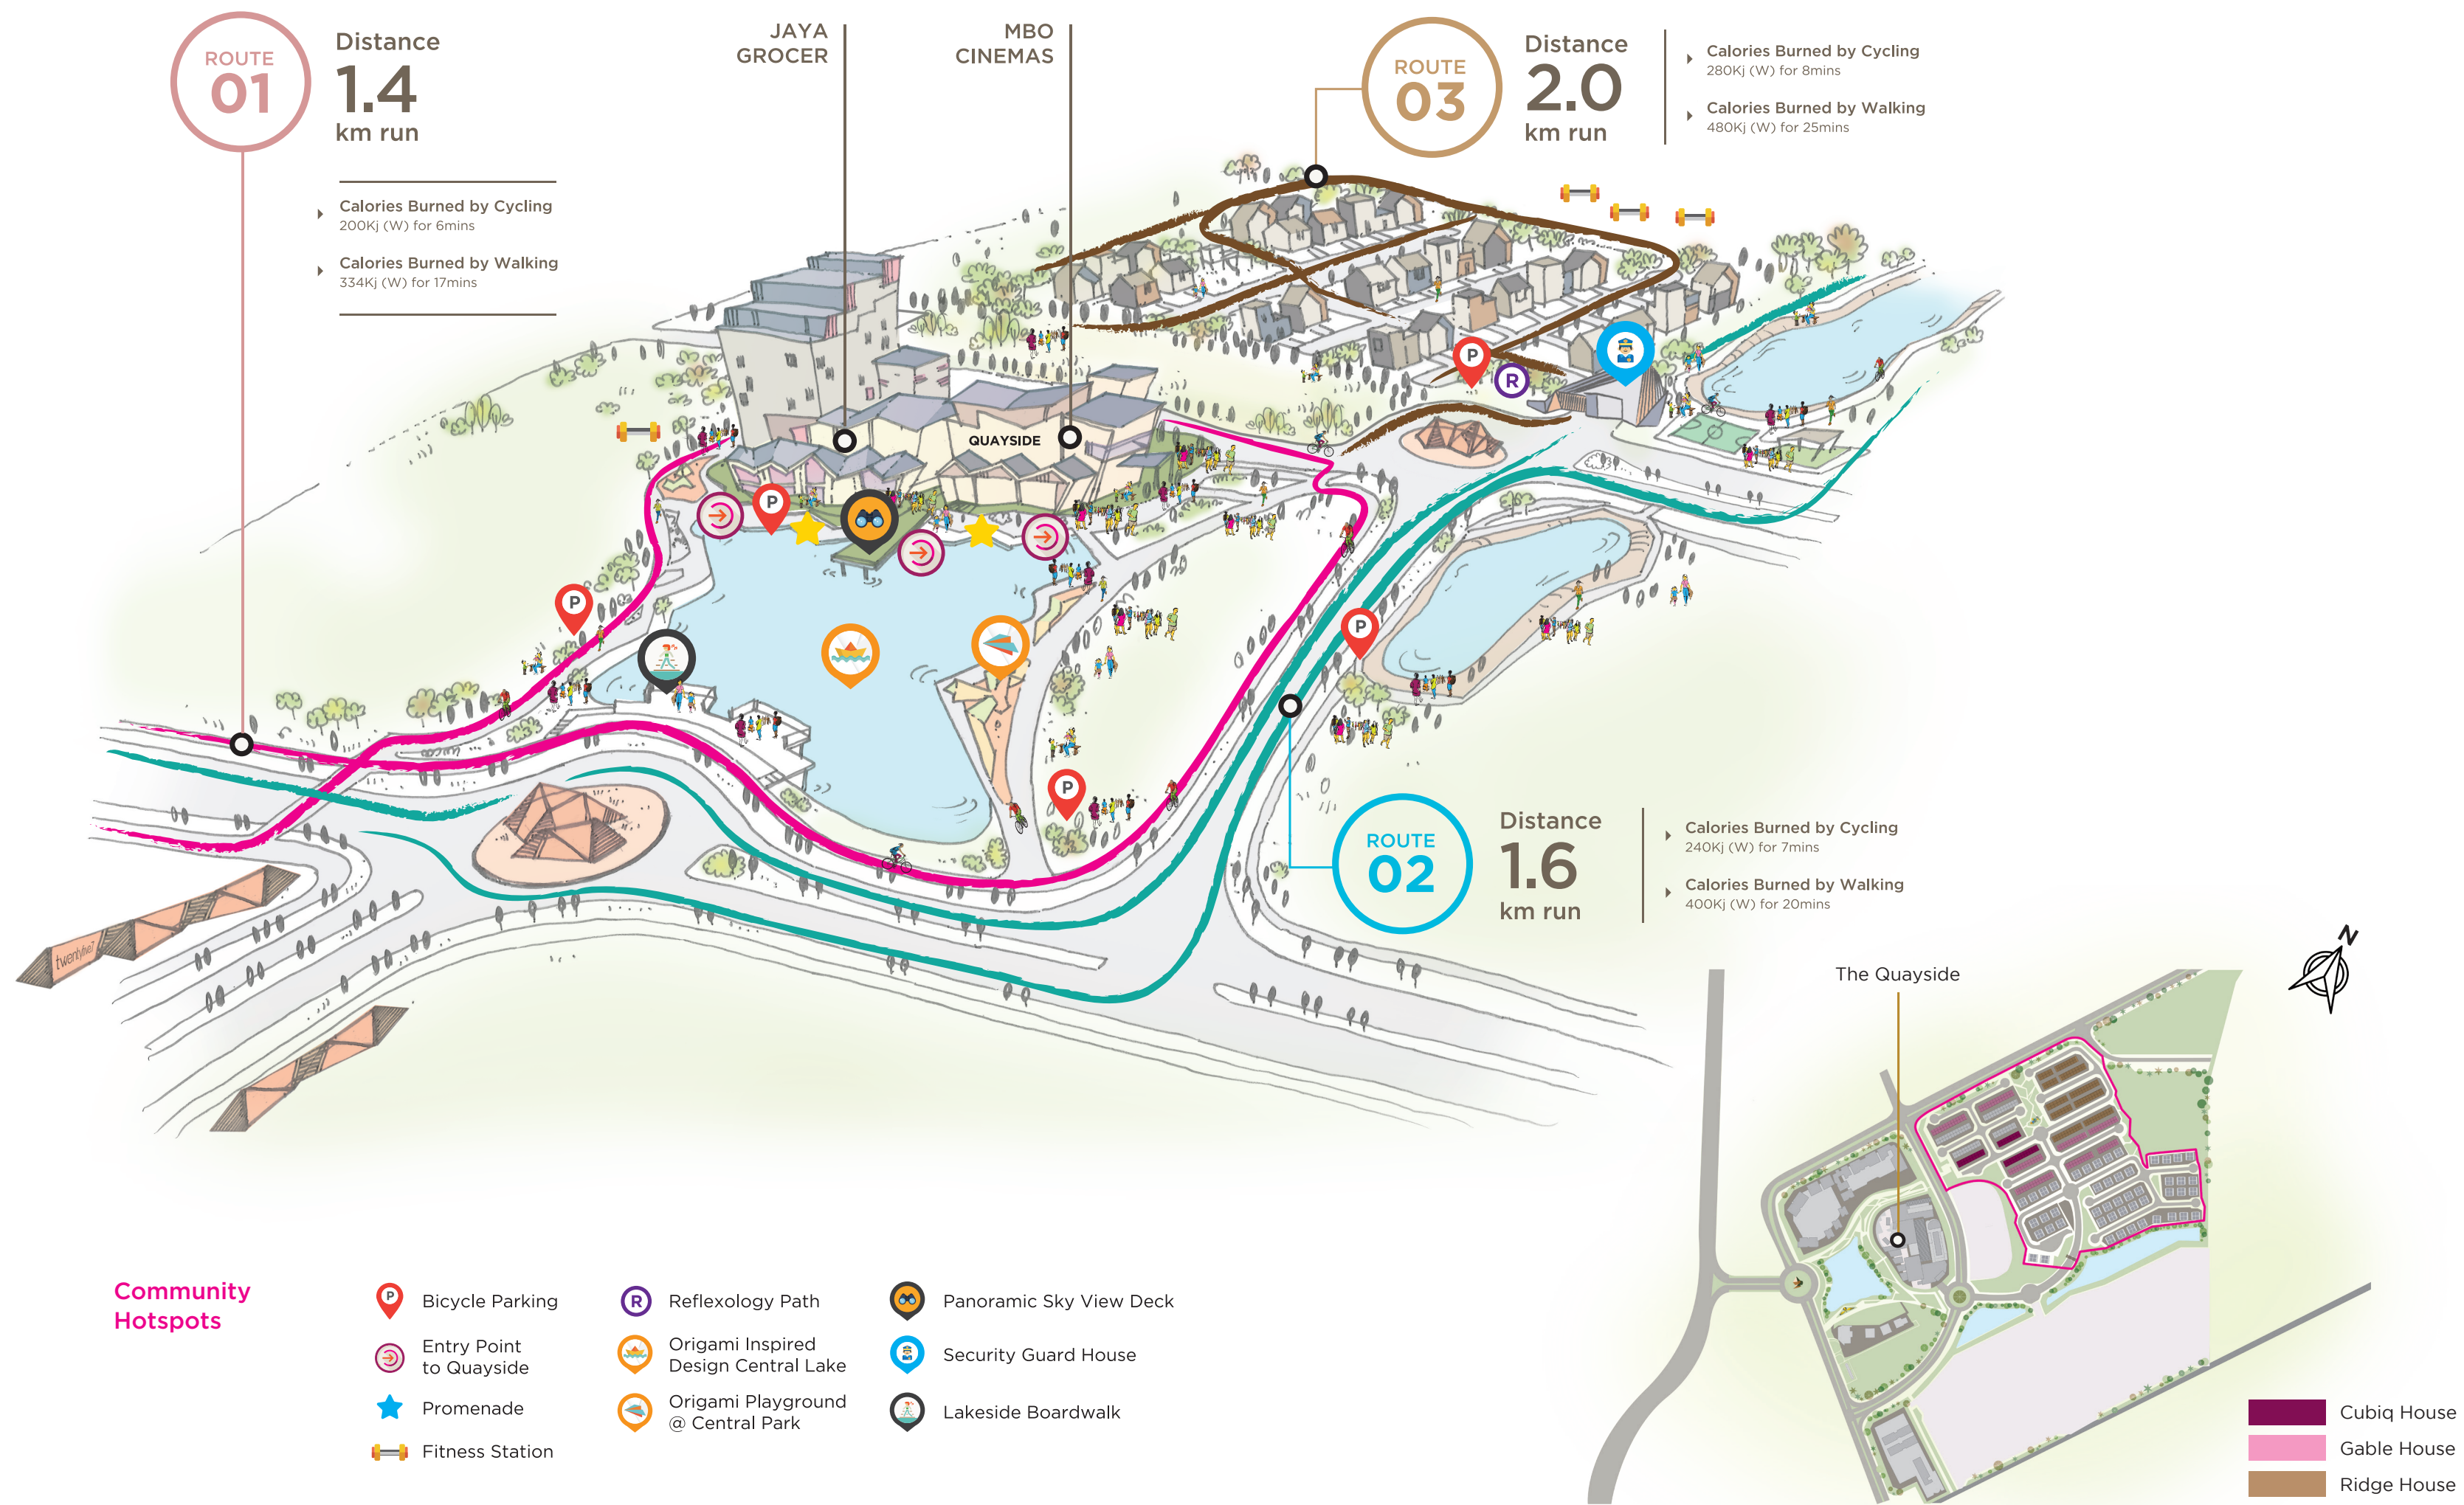 ROUTE
01
Distance
1.4
km run
Calories Burned by Cycling
200Kj (W) for 6mins
Calories Burned by Walking
334Kj (W) for 17mins
JAYA
GROCER
MBO
CINEMAS
ROUTE
03
Distance
2.0
km run
Calories Burned by Cycling
280Kj (W) for 8mins
Calories Burned by Walking
480Kj (W) for 25mins
QUAYSIDE
P
R
P
P
P
P
twentyfive7
ROUTE
02
Distance
1.6
km run
Calories Burned by Cycling
240Kj (W) for 7mins
Calories Burned by Walking
400Kj (W) for 20mins
N
The Quayside
Community
Hotspots
P
Bicycle Parking
Entry Point
to Quayside
Promenade
Fitness Station
R
Reflexology Path
Origami Inspired
Design Central Lake
Origami Playground
@ Central Park
Panoramic Sky View Deck
Security Guard House
Lakeside Boardwalk
Cubiq House
Gable House
Ridge House